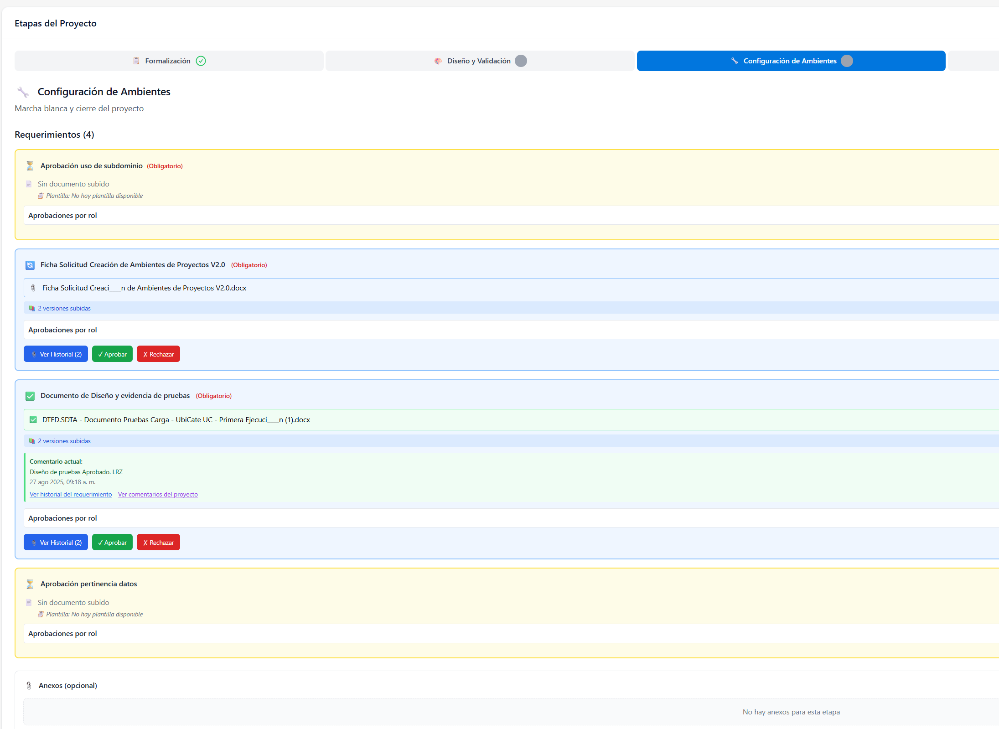 Etapas del Proyecto
Formalización
Diseño y Validación
Configuración de Ambientes
Configuración de Ambientes
Marcha blanca y cierre del proyecto
Requerimientos (4)
Aprobación uso de subdominio (Obligatorio)
Sin documento subido
Plantilla: No hay plantilla disponible
Aprobaciones por rol
Ficha Solicitud Creación de Ambientes de Proyectos V2.0 (Obligatorio)
Ficha Solicitud Creaci___n de Ambientes de Proyectos V2.0.docx
2 versiones subidas
Aprobaciones por rol
Ver Historial (2)
✓ Aprobar
✗ Rechazar
Documento de Diseño y evidencia de pruebas (Obligatorio)
DTFD.SDTA - Documento Pruebas Carga - UbiCate UC - Primera Ejecuci___n (1).docx
2 versiones subidas
Comentario actual:
Diseño de pruebas Aprobado. LRZ
27 ago 2025, 09:18 a. m.
Ver historial del requerimiento Ver comentarios del proyecto
Aprobaciones por rol
Ver Historial (2)
✓ Aprobar
✗ Rechazar
Aprobación pertinencia datos
Sin documento subido
Plantilla: No hay plantilla disponible
Aprobaciones por rol
Anexos (opcional)
No hay anexos para esta etapa